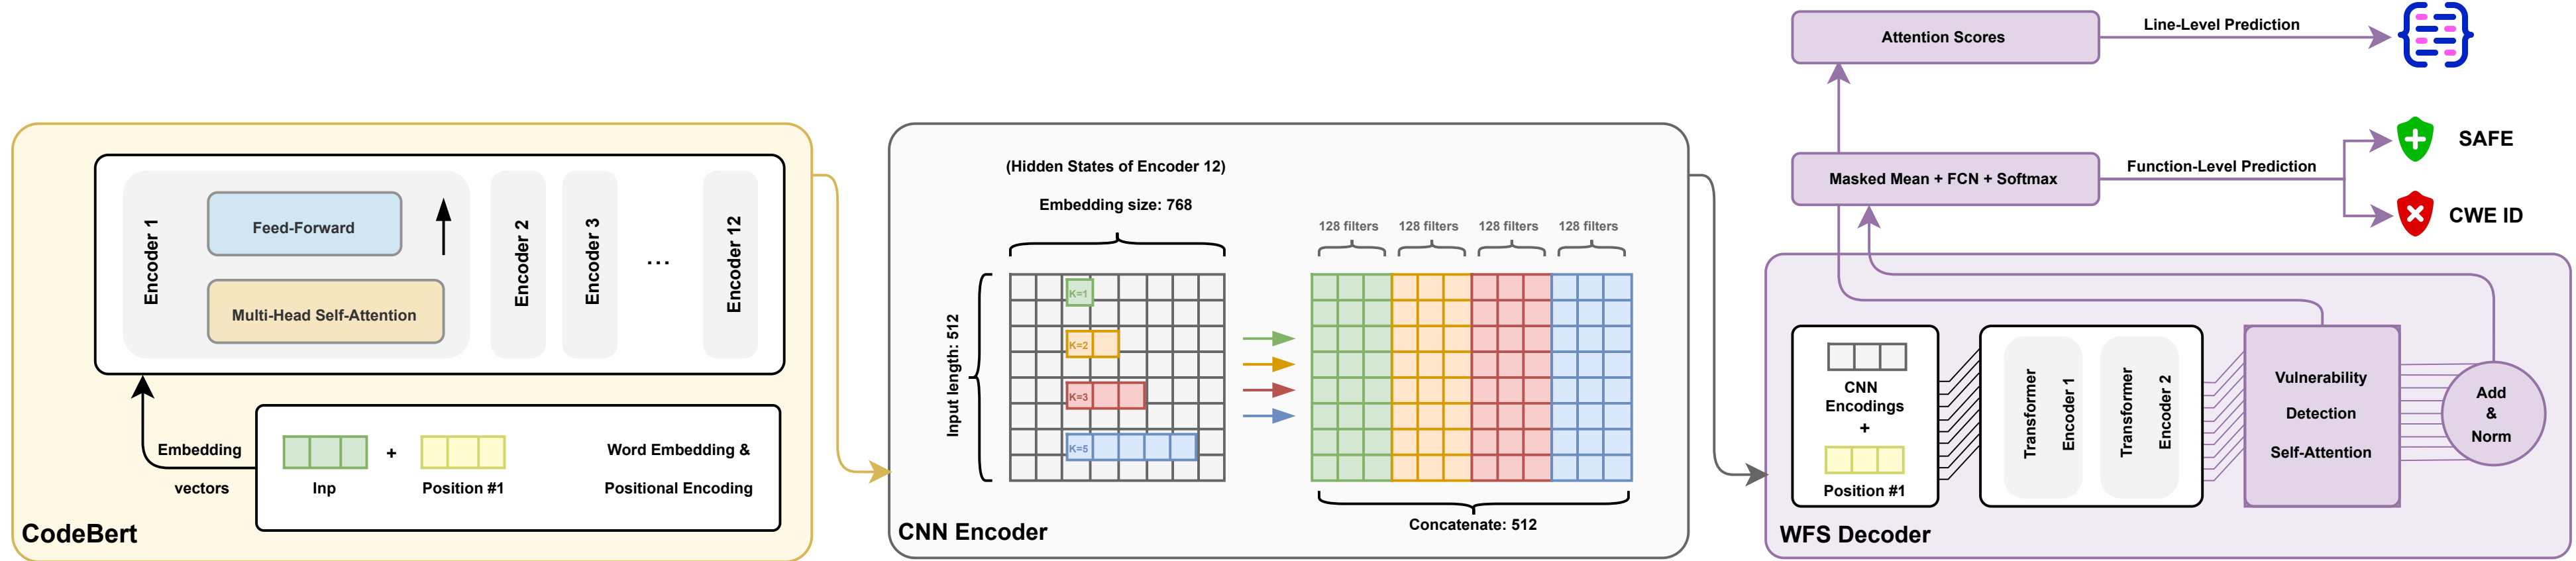 Encoder 1
Feed-Forward
Multi-Head Self-Attention
Encoder 2
Encoder 3
...
Encoder 12
Embedding
vectors
+
Inp
Position #1
Word Embedding &
Positional Encoding
CodeBert
(Hidden States of Encoder 12)
Embedding size: 768
Input length: 512
K=1
K=2
K=3
K=5
128 filters
128 filters
128 filters
128 filters
Concatenate: 512
CNN Encoder
Attention Scores
Line-Level Prediction
Masked Mean + FCN + Softmax
Function-Level Prediction
SAFE
CWE ID
CNN
Encodings
+
Position #1
Transformer
Encoder 1
Transformer
Encoder 2
Vulnerability
Detection
Self-Attention
Add
&
Norm
WFS Decoder